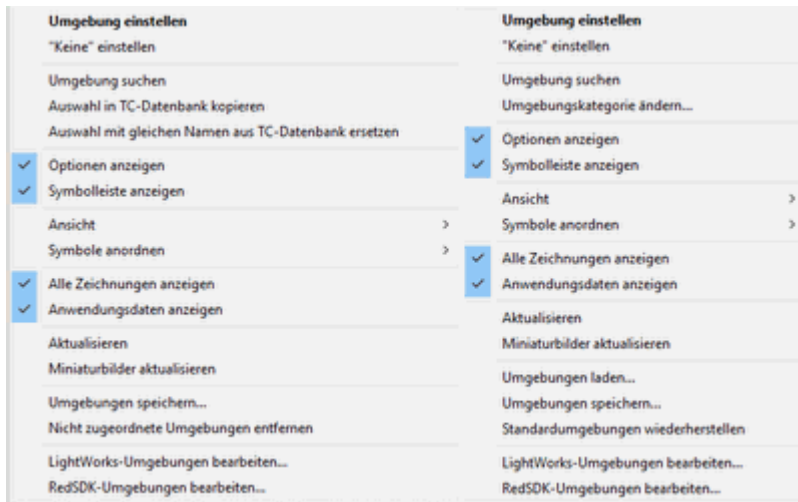 Umgebung einstellen
"Keine" einstellen
Umgebung suchen
Auswahl in TC-Datenbank kopieren
Auswahl mit gleichen Namen aus TC-Datenbank ersetzen
Optionen anzeigen
Symbolleiste anzeigen
Ansicht
Symbole anordnen
Alle Zeichnungen anzeigen
Anwendungsdaten anzeigen
Aktualisieren
Miniaturbilder aktualisieren
Umgebungen speichern...
Nicht zugeordnete Umgebungen entfernen
LightWorks-Umgebungen bearbeiten...
RedSDK-Umgebungen bearbeiten...
Umgebung einstellen
"Keine" einstellen
Umgebung suchen
Umgebungskategorie ändern...
Optionen anzeigen
Symbolleiste anzeigen
Ansicht
Symbole anordnen
Alle Zeichnungen anzeigen
Anwendungsdaten anzeigen
Aktualisieren
Miniaturbilder aktualisieren
Umgebungen laden...
Umgebungen speichern...
Standardumgebungen wiederherstellen
LightWorks-Umgebungen bearbeiten...
RedSDK-Umgebungen bearbeiten...